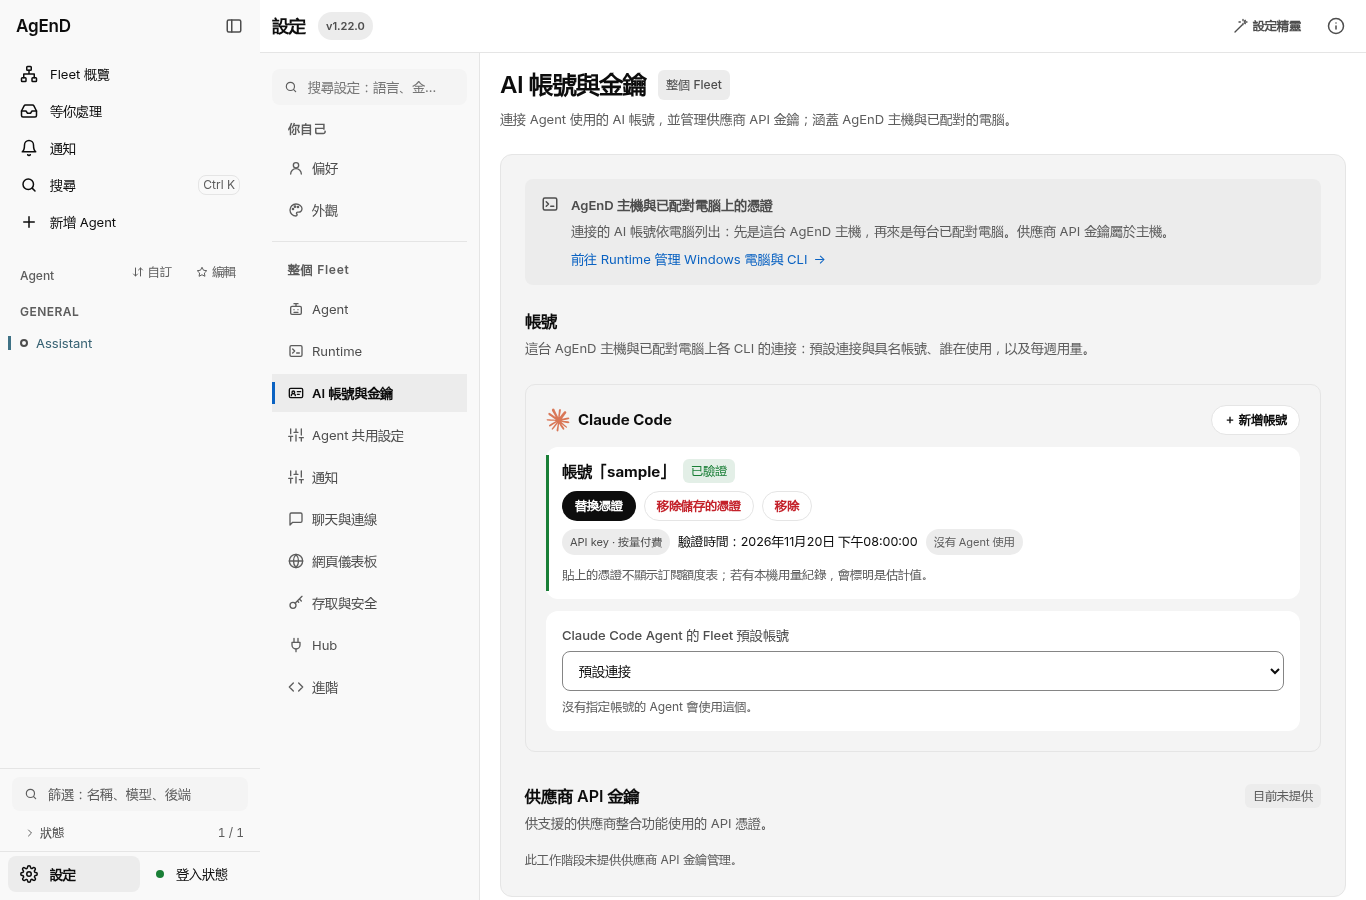 AgEnD
Fleet 概覽
等你處理
通知
搜尋
Ctrl K
新增 Agent
Agent
自訂
編輯
GENERAL
Assistant
篩選：名稱、模型、後端
狀態
1 / 1
設定
登入狀態
設定
v1.22.0
設定精靈
搜尋設定：語言、金…
你自己
偏好
外觀
整個 Fleet
Agent
Runtime
AI 帳號與金鑰
Agent 共用設定
通知
聊天與連線
網頁儀表板
存取與安全
Hub
進階
AI 帳號與金鑰
整個 Fleet
連接 Agent 使用的 AI 帳號，並管理供應商 API 金鑰；涵蓋 AgEnD 主機與已配對的電腦。
AgEnD 主機與已配對電腦上的憑證
連接的 AI 帳號依電腦列出：先是這台 AgEnD 主機，再來是每台已配對電腦。供應商 API 金鑰屬於主機。
前往 Runtime 管理 Windows 電腦與 CLI →
帳號
這台 AgEnD 主機與已配對電腦上各 CLI 的連接：預設連接與具名帳號、誰在使用，以及每週用量。
Claude Code
+ 新增帳號
帳號「sample」
已驗證
替換憑證
移除儲存的憑證
移除
API key · 按量付費
驗證時間：2026年11月20日 下午08:00:00
沒有 Agent 使用
貼上的憑證不顯示訂閱額度表；若有本機用量紀錄，會標明是估計值。
Claude Code Agent 的 Fleet 預設帳號
預設連接
沒有指定帳號的 Agent 會使用這個。
供應商 API 金鑰
目前未提供
供支援的供應商整合功能使用的 API 憑證。
此工作階段未提供供應商 API 金鑰管理。